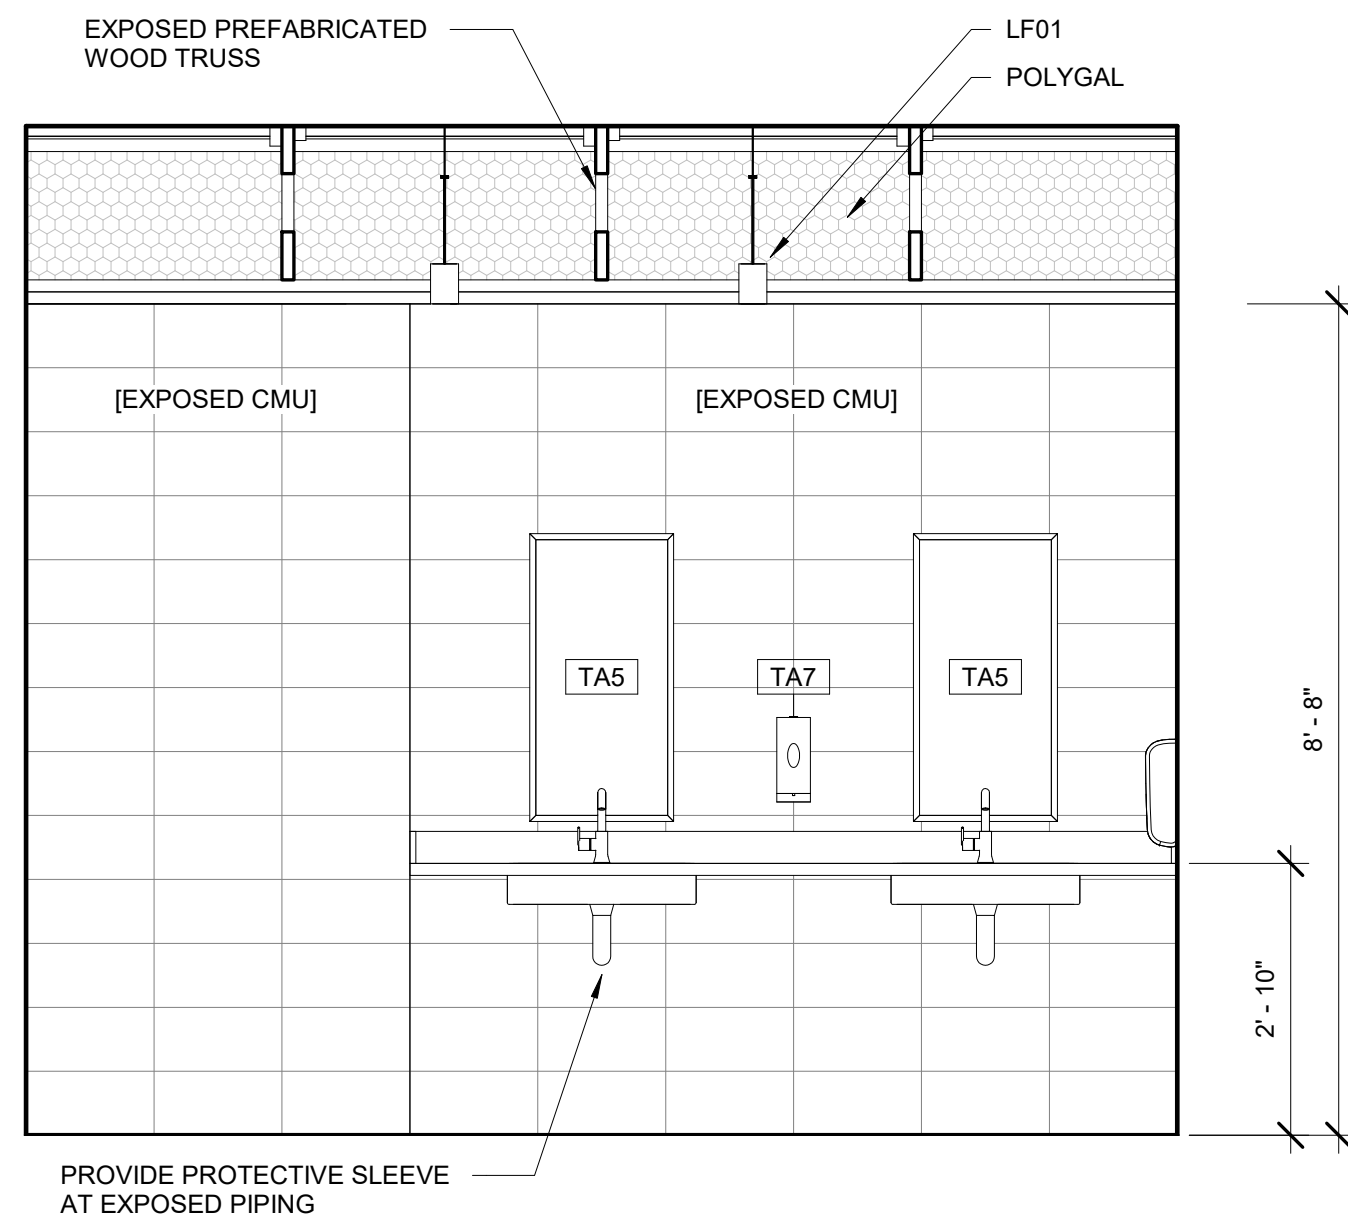 EXPOSED PREFABRICATED
WOOD TRUSS
LF01
POLYGAL
[EXPOSED CMU]
[EXPOSED CMU]
TA5
TA7
TA5
8' - 8"
2' - 10"
PROVIDE PROTECTIVE SLEEVE
AT EXPOSED PIPING